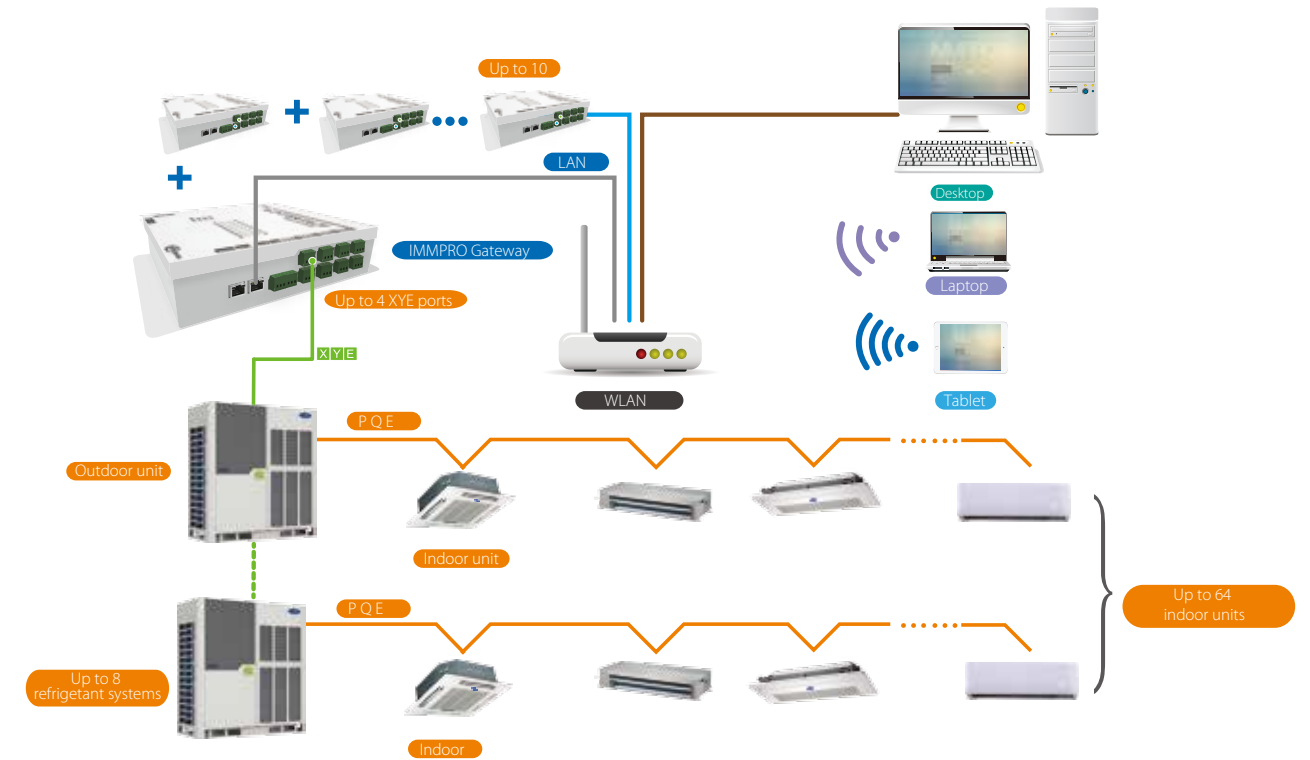 Up to 10
LAN
Desktop
IMMPRO Gateway
Laptop
Up to 4 XYE ports
X Y E
WLAN
Tablet
P Q E
Outdoor unit
Indoor unit
Up to 64
indoor units
P Q E
Up to 8
refrigetant systems
Indoor